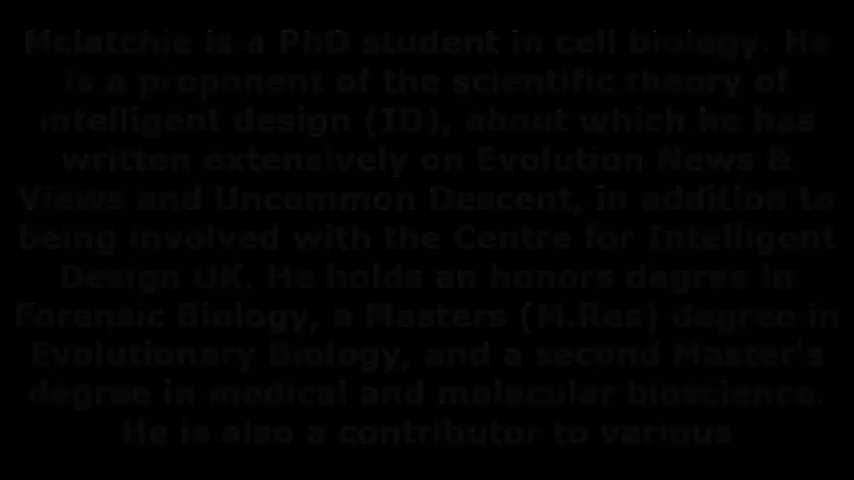 McIatchie is a PhD student in cell biology. He
is a proponent of the scientific theory of
intelligent design (ID), about which he has
written extensively on Evolution News &
Views and Uncommon Descent, in addition to
being involved with the Centre for Intelligent
Design UK. He holds an honors degree in
Forensic Biology, a Masters (M.Res) degree in
Evolutionary Biology, and a second Master's
degree in medical and molecular bioscience.
He is also a contributor to various